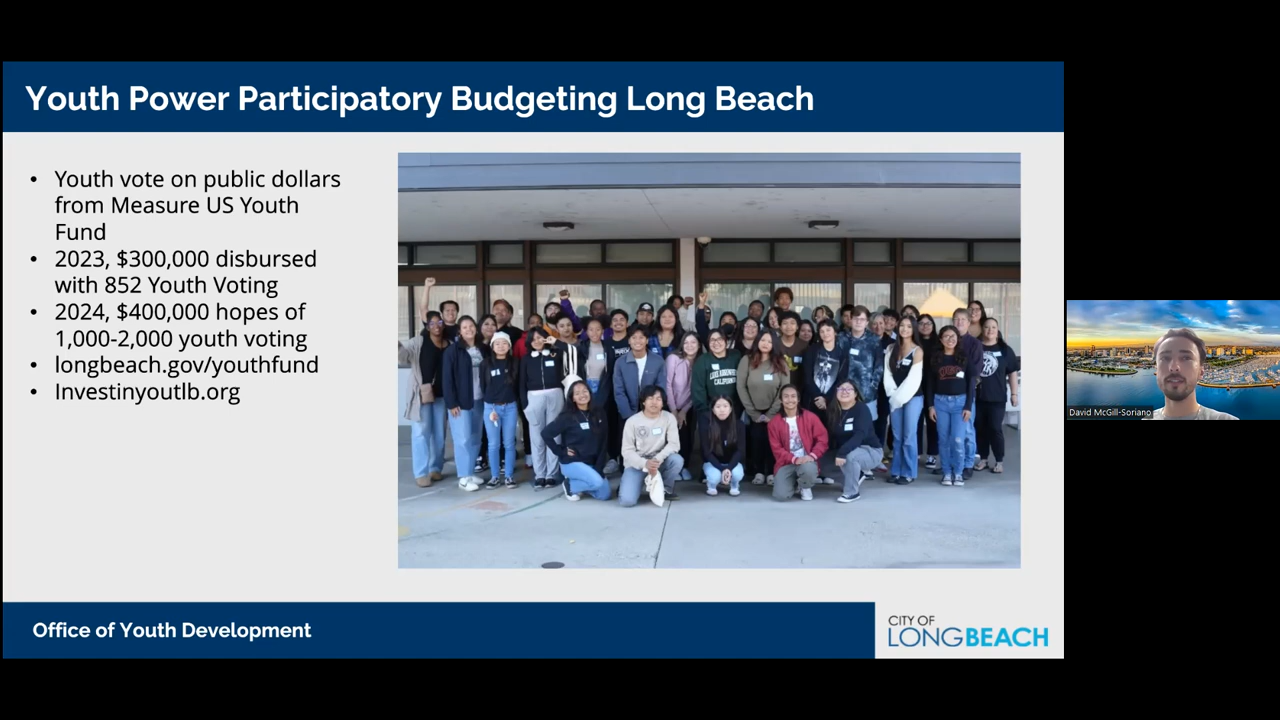 Youth Power Participatory Budgeting Long Beach
• Youth vote on public dollars
from Measure US Youth
Fund
• 2023, $300,000 disbursed
with 852 Youth Voting
• 2024, $400,000 hopes of
1,000-2,000 youth voting
• longbeach.gov/youthfund
• Investinyoutlb.org
David McGill-Soriano
Office of Youth Development
CITY OF
LONGBEACH